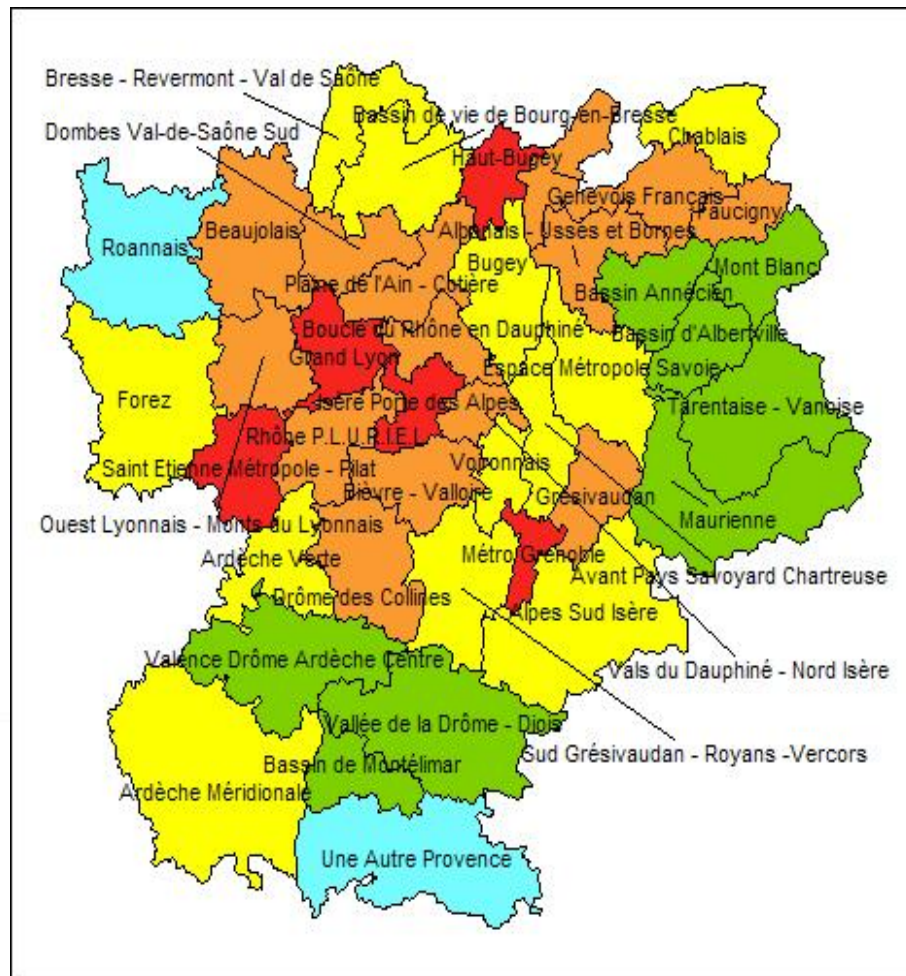 Bresse - Revermont - Val de Saône
Bassin de vie de Bourg-en-Bresse
Dombes Val-de-Saône Sud
Chablais
Haut-Bugey
Genevois Français
Faucigny
Roannais
Beaujolais
Albanais - Usses et Bornes
Bugey
Mont Blanc
Plaine de l'Ain - Cotière
Bassin Annécien
Boucle du Rhône en Dauphiné
Bassin d'Albertville
Grand Lyon
Espace Métropole Savoie
Forez
Isère Porte des Alpes
Tarentaise - Vanoise
Rhône P.L.U.R.I.E.L
Voironnais
Saint Etienne Métropole - Pilat
Bièvre - Valloire
Grésivaudan
Maurienne
Ouest Lyonnais - Monts du Lyonnais
Ardèche Verte
Métro Grenoble
Avant Pays Savoyard Chartreuse
Drôme des Collines
Alpes Sud Isère
Valence Drôme Ardèche Centre
Vals du Dauphiné - Nord Isère
Vallée de la Drôme - Diois
Sud Grésivaudan - Royans -Vercors
Bassin de Montélimar
Ardèche Méridionale
Une Autre Provence